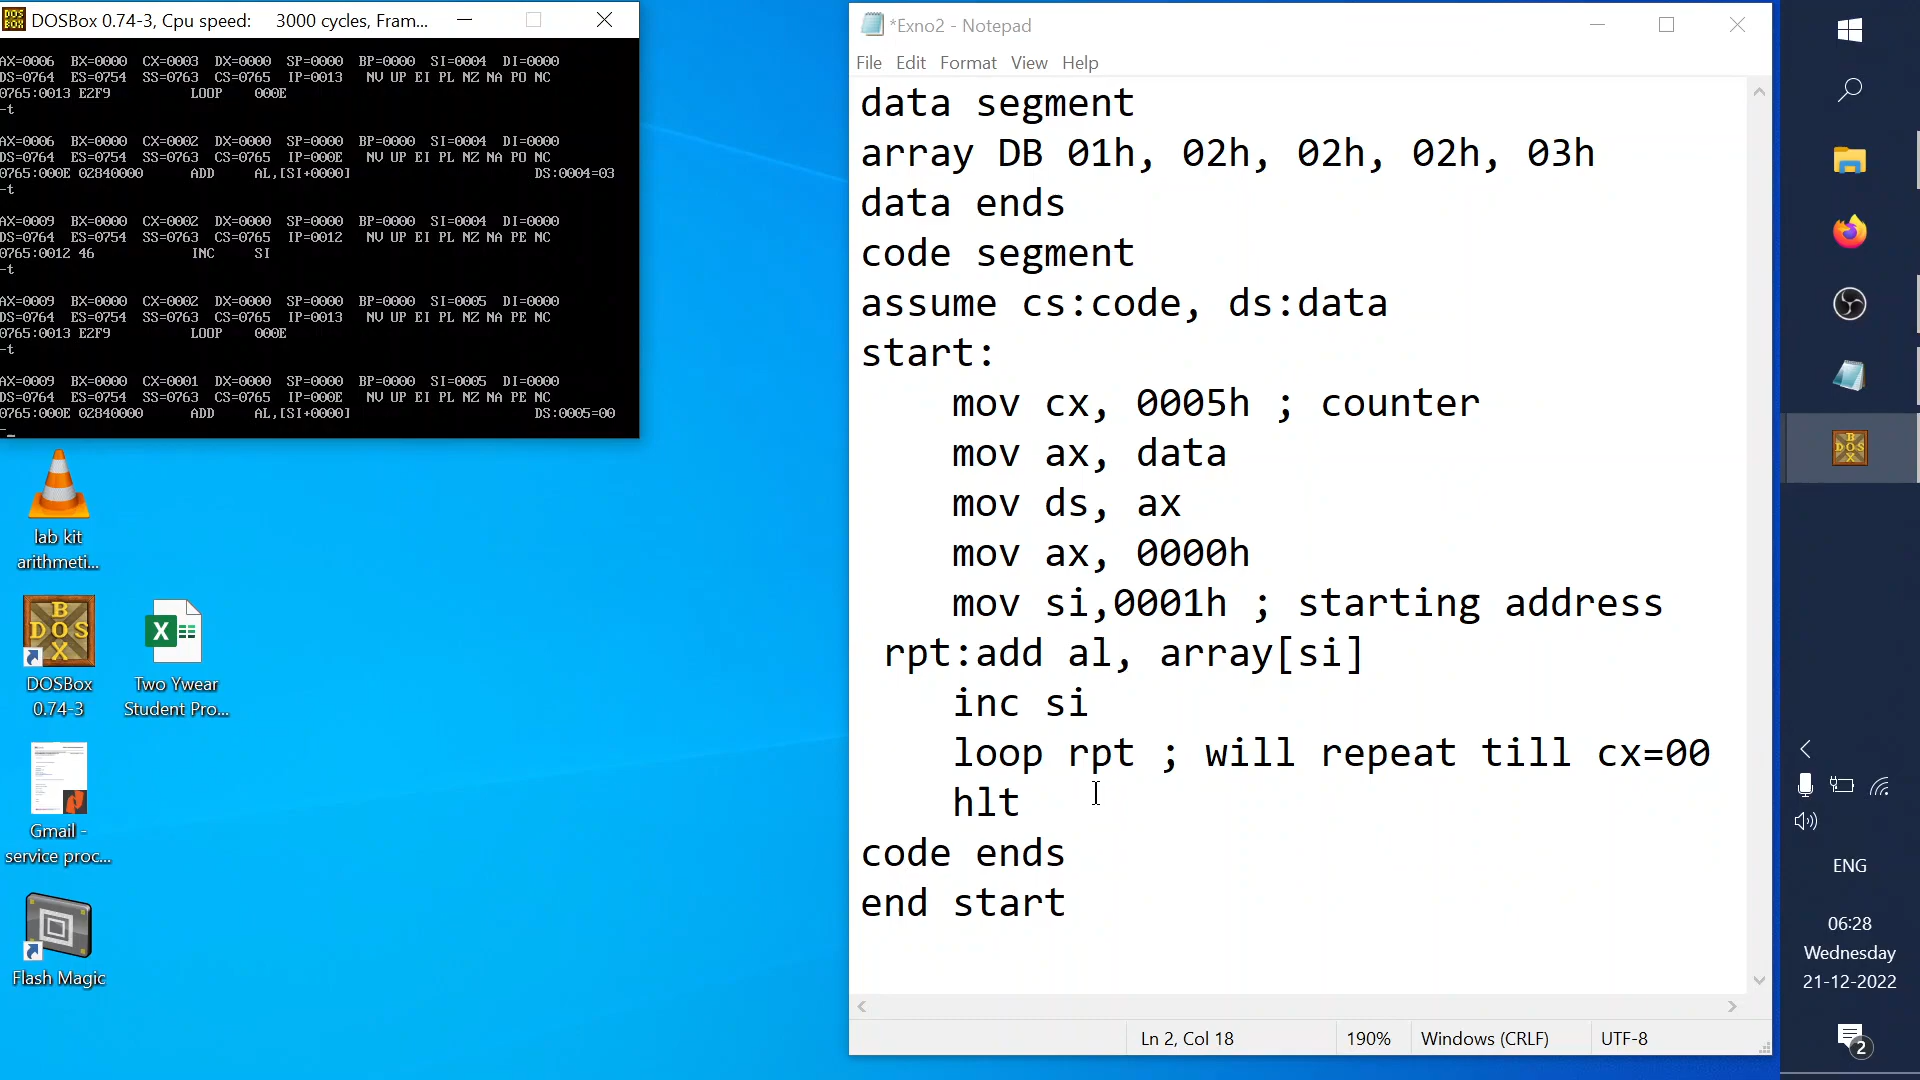 DOSBox 0.74-3, Cpu speed: 3000 cycles, Fram...
AX=0006 BX=0000 CX=0003 DX=0000 SP=0000 BP=0000 SI=0004 DI=0000
DS=0764 ES=0754 SS=0763 CS=0765 IP=0013 NV UP EI PL NZ NA PO NC
0765:0013 E2F9 LOOP 000E
-t
AX=0006 BX=0000 CX=0002 DX=0000 SP=0000 BP=0000 SI=0004 DI=0000
DS=0764 ES=0754 SS=0763 CS=0765 IP=000E NV UP EI PL NZ NA PO NC
0765:000E 02840000 ADD AL,[SI+0000] DS:0004=03
-t
AX=0009 BX=0000 CX=0002 DX=0000 SP=0000 BP=0000 SI=0004 DI=0000
DS=0764 ES=0754 SS=0763 CS=0765 IP=0012 NV UP EI PL NZ NA PE NC
0765:0012 46 INC SI
-t
AX=0009 BX=0000 CX=0002 DX=0000 SP=0000 BP=0000 SI=0005 DI=0000
DS=0764 ES=0754 SS=0763 CS=0765 IP=0013 NV UP EI PL NZ NA PE NC
0765:0013 E2F9 LOOP 000E
-t
AX=0009 BX=0000 CX=0001 DX=0000 SP=0000 BP=0000 SI=0005 DI=0000
DS=0764 ES=0754 SS=0763 CS=0765 IP=000E NV UP EI PL NZ NA PE NC
0765:000E 02840000 ADD AL,[SI+0000] DS:0005=00
-_
lab kit
arithmeti...
DOSBox
0.74-3
Two Ywear
Student Pro...
Gmail -
service proc...
Flash Magic
*Exno2 - Notepad
File Edit Format View Help
data segment
array DB 01h, 02h, 02h, 02h, 03h
data ends
code segment
assume cs:code, ds:data
start:
mov cx, 0005h ; counter
mov ax, data
mov ds, ax
mov ax, 0000h
mov si,0001h ; starting address
rpt:add al, array[si]
inc si
loop rpt ; will repeat till cx=00
hlt
code ends
end start
Ln 2, Col 18 190% Windows (CRLF) UTF-8
ENG
06:28
Wednesday
21-12-2022
2